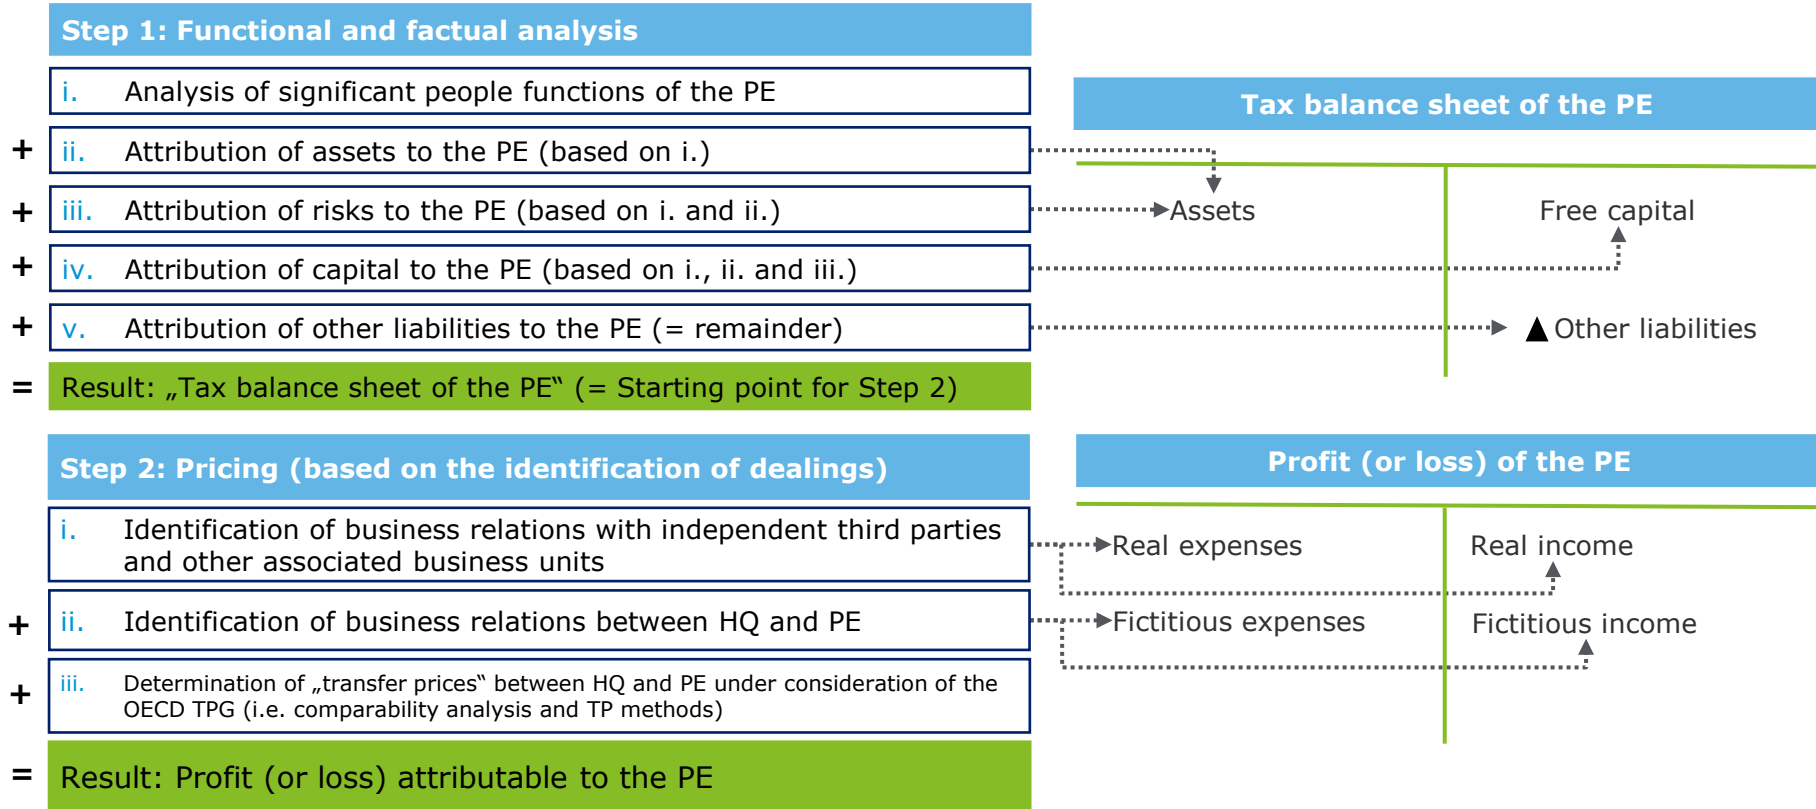 Step 1: Functional and factual analysis
i. Analysis of significant people functions of the PE
+ ii. Attribution of assets to the PE (based on i.)
+ iii. Attribution of risks to the PE (based on i. and ii.)
+ iv. Attribution of capital to the PE (based on i., ii. and iii.)
+ v. Attribution of other liabilities to the PE (= remainder)
= Result: „Tax balance sheet of the PE‟ (= Starting point for Step 2)
Tax balance sheet of the PE
Assets
Free capital
▲ Other liabilities
Step 2: Pricing (based on the identification of dealings)
i. Identification of business relations with independent third parties
and other associated business units
+ ii. Identification of business relations between HQ and PE
+ iii. Determination of „transfer prices‟ between HQ and PE under consideration of the
OECD TPG (i.e. comparability analysis and TP methods)
= Result: Profit (or loss) attributable to the PE
Profit (or loss) of the PE
Real expenses
Real income
Fictitious expenses
Fictitious income